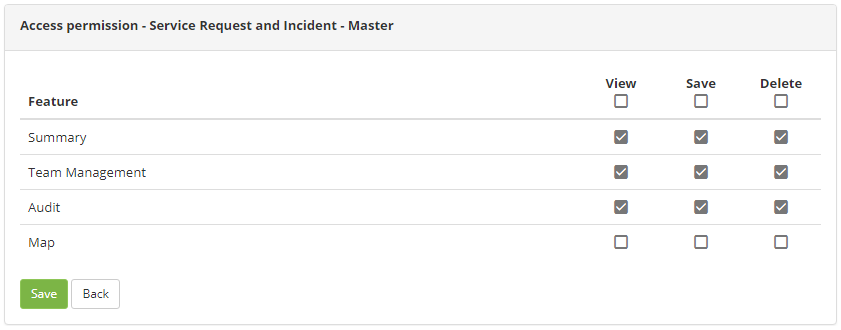 Access permission - Service Request and Incident - Master
View Save Delete
Feature
Summary
Team Management
Audit
Map
Save Back